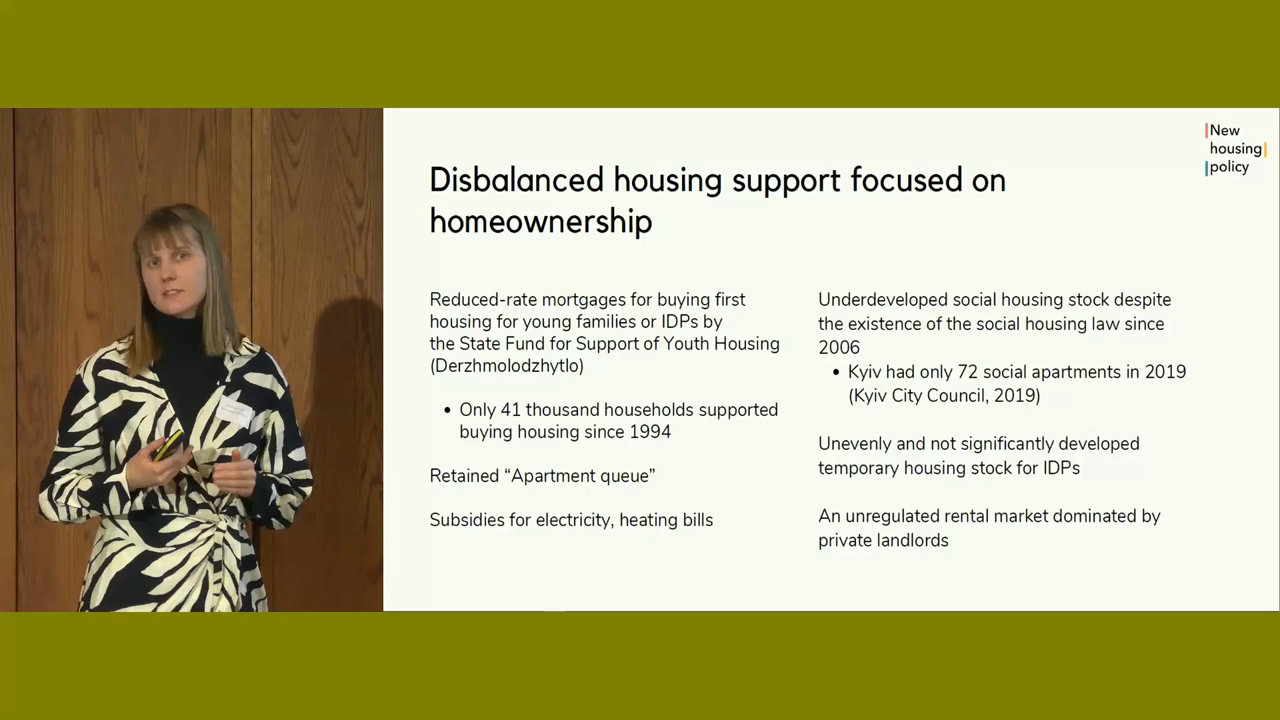 New
housing
policy
Disbalanced housing support focused on
homeownership
Reduced-rate mortgages for buying first
housing for young families or IDPs by
the State Fund for Support of Youth Housing
(Derzhmolodzhytlo)
• Only 41 thousand households supported
buying housing since 1994
Retained “Apartment queue”
Subsidies for electricity, heating bills
Underdeveloped social housing stock despite
the existence of the social housing law since
2006
• Kyiv had only 72 social apartments in 2019
(Kyiv City Council, 2019)
Unevenly and not significantly developed
temporary housing stock for IDPs
An unregulated rental market dominated by
private landlords